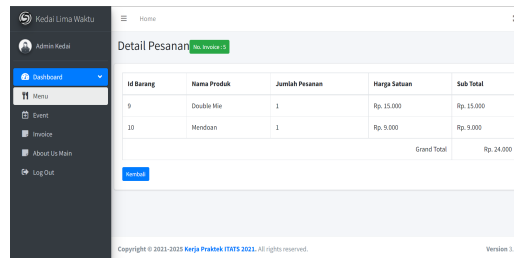 Kedai Lima Waktu
Home
Admin Kedai
Detail Pesanan No. Invoice : 5
Dashboard
Menu
Event
Invoice
About Us Main
Log Out
Id Barang Nama Produk Jumlah Pesanan Harga Satuan Sub Total
9 Double Mie 1 Rp. 15.000 Rp. 15.000
10 Mendoan 1 Rp. 9.000 Rp. 9.000
Grand Total Rp. 24.000
Kembali
Copyright © 2021-2025 Kerja Praktek ITATS 2021. All rights reserved. Version 3.